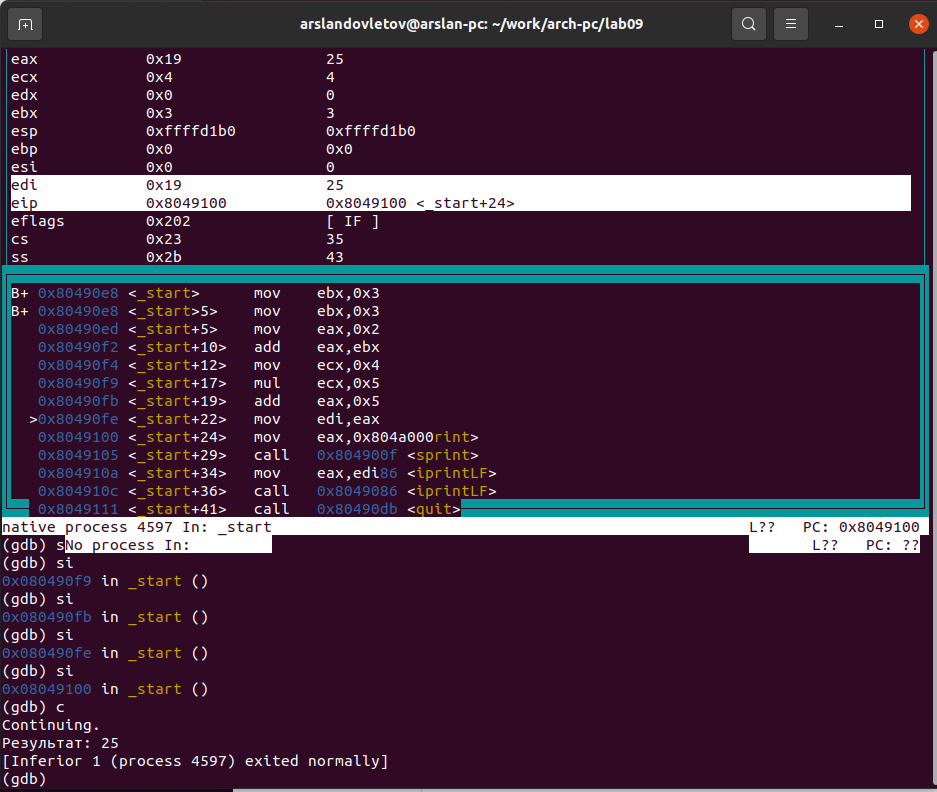 arslandovletov@arslan-pc: ~/work/arch-pc/lab09
eax 0x19 25
ecx 0x4 4
edx 0x0 0
ebx 0x3 3
esp 0xffffd1b0 0xffffd1b0
ebp 0x0 0x0
esi 0x0 0
edi 0x19 25
eip 0x8049100 0x8049100 <_start+24>
eflags 0x202 [ IF ]
cs 0x23 35
ss 0x2b 43
B+ 0x80490e8 <_start> mov ebx,0x3
B+ 0x80490e8 <_start>5> mov ebx,0x3
0x80490ed <_start+5> mov eax,0x2
0x80490f2 <_start+10> add eax,ebx
0x80490f4 <_start+12> mov ecx,0x4
0x80490f9 <_start+17> mul ecx,0x5
0x80490fb <_start+19> add eax,0x5
>0x80490fe <_start+22> mov edi,eax
0x8049100 <_start+24> mov eax,0x804a000rint>
0x8049105 <_start+29> call 0x804900f <sprint>
0x804910a <_start+34> mov eax,edi86 <iprintLF>
0x804910c <_start+36> call 0x8049086 <iprintLF>
0x8049111 <_start+41> call 0x80490db <quit>
native process 4597 In: _start L?? PC: 0x8049100
(gdb) sNo process In: L?? PC: ??
(gdb) si
0x080490f9 in _start ()
(gdb) si
0x080490fb in _start ()
(gdb) si
0x080490fe in _start ()
(gdb) si
0x08049100 in _start ()
(gdb) c
Continuing.
Результат: 25
[Inferior 1 (process 4597) exited normally]
(gdb)